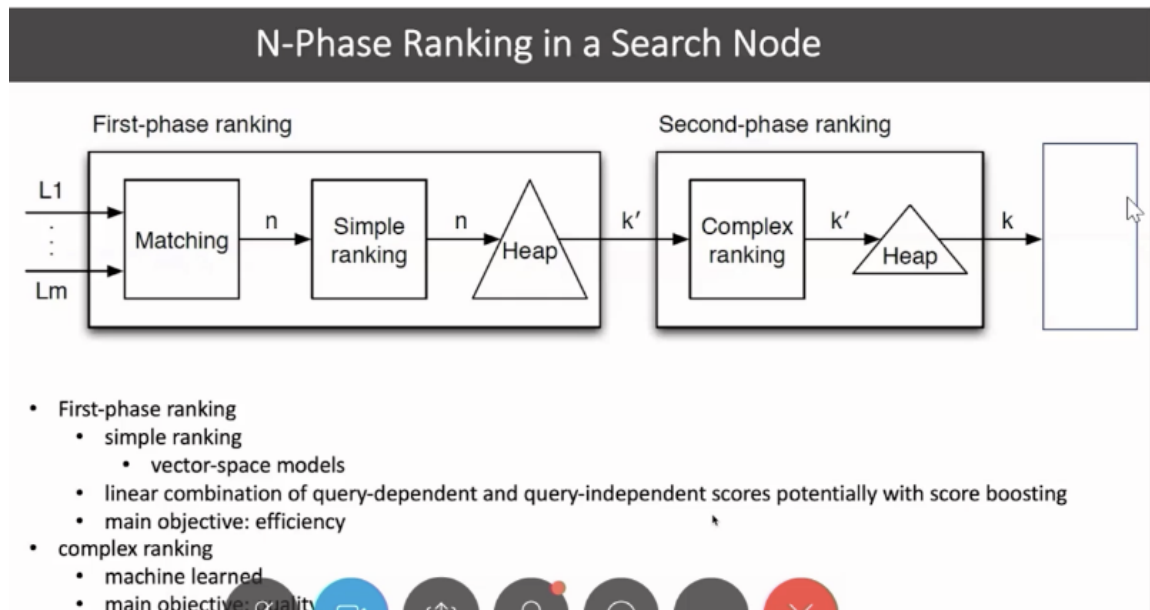 N-Phase Ranking in a Search Node
First-phase ranking
Second-phase ranking
L1
Lm
Matching
n
Simple
ranking
n
Heap
k′
Complex
ranking
k′
Heap
k
• First-phase ranking
• simple ranking
• vector-space models
• linear combination of query-dependent and query-independent scores potentially with score boosting
• main objective: efficiency
• complex ranking
• machine learned
• main objective: quality